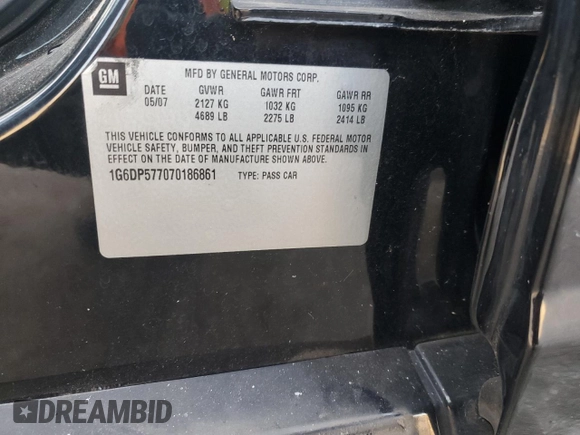 GM
MFD BY GENERAL MOTORS CORP.
DATE GVWR GAWR FRT GAWR RR
05/07 2127 KG 1032 KG 1095 KG
4689 LB 2275 LB 2414 LB
THIS VEHICLE CONFORMS TO ALL APPLICABLE U.S. FEDERAL MOTOR
VEHICLE SAFETY, BUMPER, AND THEFT PREVENTION STANDARDS IN
EFFECT ON THE DATE OF MANUFACTURE SHOWN ABOVE.
1G6DP577070186861 TYPE: PASS CAR
DREAMBID